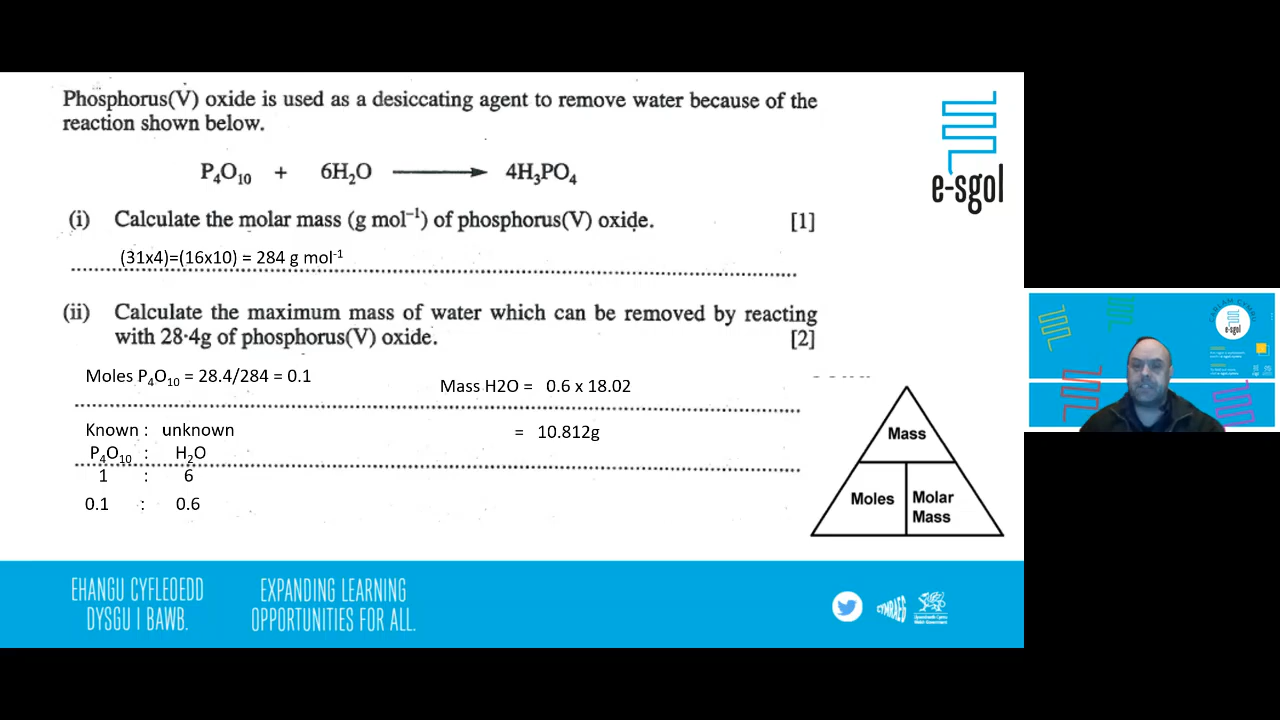 Phosphorus(V) oxide is used as a desiccating agent to remove water because of the
reaction shown below.
P₄O₁₀ + 6H₂O ⟶ 4H₃PO₄
(i) Calculate the molar mass (g mol⁻¹) of phosphorus(V) oxide. [1]
(31x4)=(16x10) = 284 g mol⁻¹
(ii) Calculate the maximum mass of water which can be removed by reacting
with 28·4g of phosphorus(V) oxide. [2]
Moles P₄O₁₀ = 28.4/284 = 0.1
Known : unknown
P₄O₁₀ : H₂O
1 : 6
0.1 : 0.6
Mass H2O = 0.6 x 18.02
= 10.812g
Mass
Moles
Molar
Mass
e-sgol
EHANGU CYFLEOEDD
DYSGU I BAWB.
EXPANDING LEARNING
OPPORTUNITIES FOR ALL.
CYMRAEG
e-sgol